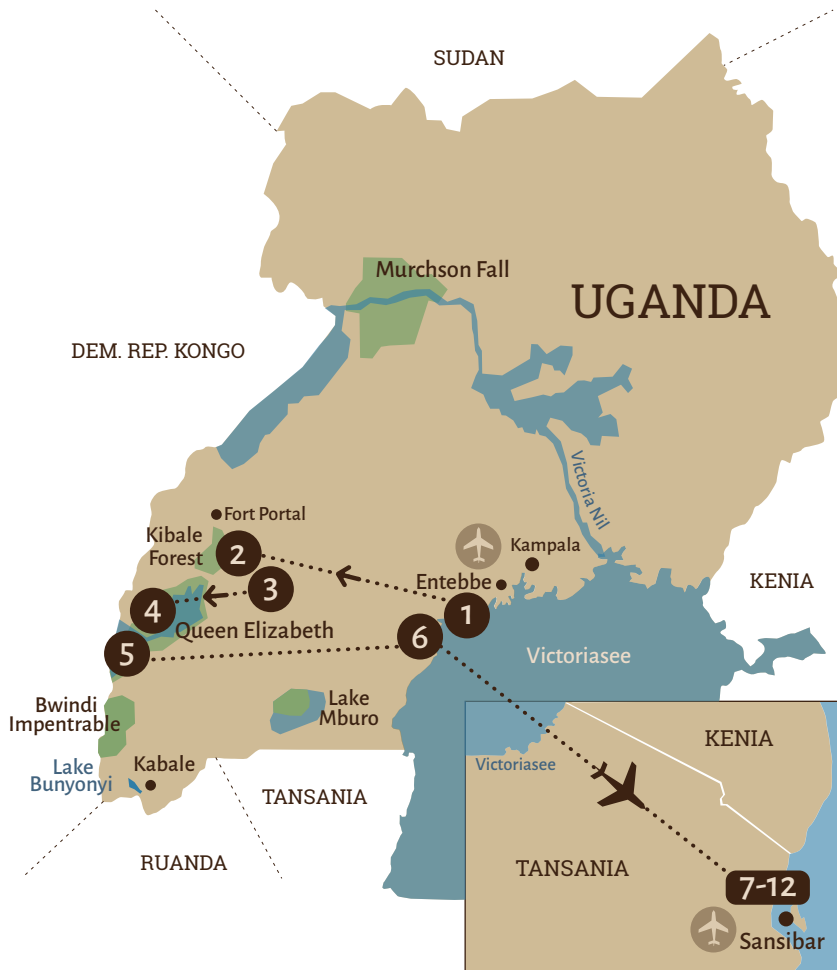 SUDAN
Murchson Fall
UGANDA
DEM. REP. KONGO
Victoria Nil
Fort Portal
Kibale
Forest
2
3
4
5
Queen Elizabeth
Kampala
Entebbe
1
6
KENIA
Victoriasee
Bwindi
Impentrable
Lake
Mburo
Lake
Bunyonyi
Kabale
TANSANIA
RUANDA
KENIA
Victoriasee
TANSANIA
7-12
Sansibar